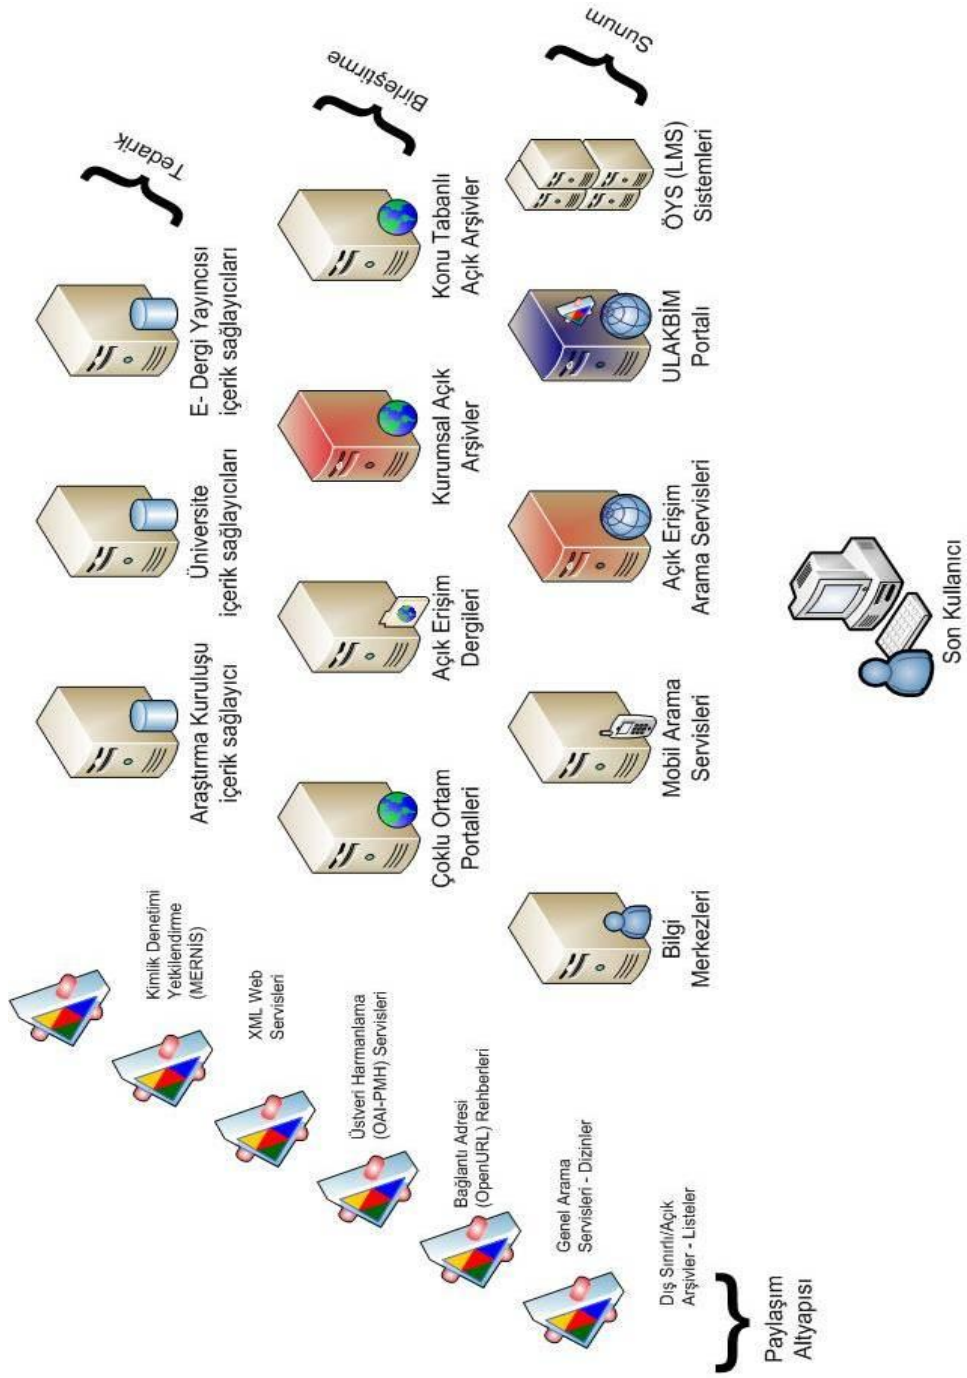 Tedarik
Araştırma Kuruluşu
içerik sağlayıcı
Üniversite
içerik sağlayıcıları
E- Dergi Yayıncısı
içerik sağlayıcıları
Birleştirme
Çoklu Ortam
Portalleri
Açık Erişim
Dergileri
Kurumsal Açık
Arşivler
Konu Tabanlı
Açık Arşivler
Sunum
Bilgi
Merkezleri
Mobil Arama
Servisleri
Açık Erişim
Arama Servisleri
ULAKBİM
Portalı
ÖYS (LMS)
Sistemleri
Kimlik Denetimi
Yetkilendirme
(MERNİS)
XML Web
Servisleri
Üstveri Harmanlama
(OAI-PMH) Servisleri
Bağlantı Adresi
(OpenURL) Rehberleri
Genel Arama
Servisleri - Dizinler
Dış Sınırlı/Açık
Arşivler - Listeler
Paylaşım
Altyapısı
Son Kullanıcı